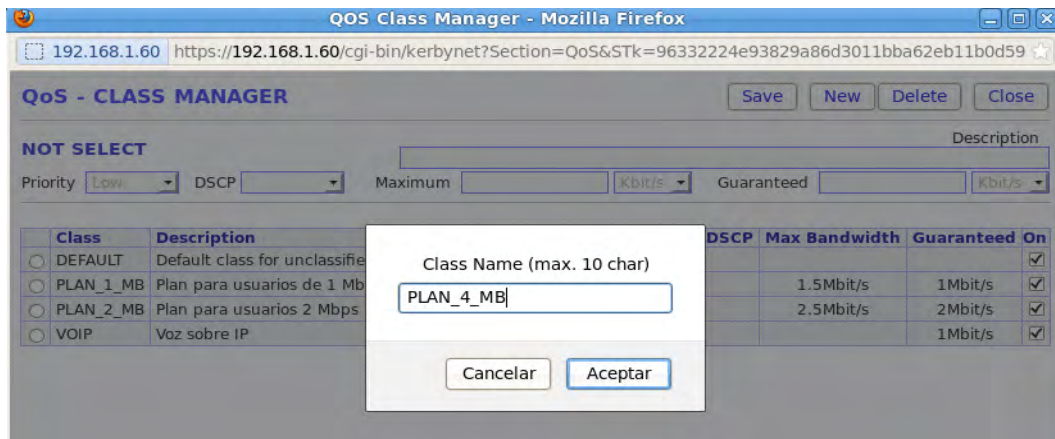 QOS Class Manager - Mozilla Firefox
192.168.1.60 https://192.168.1.60/cgi-bin/kerbynet?Section=QoS&STk=96332224e93829a86d3011bba62eb11b0d59
QoS - CLASS MANAGER Save New Delete Close
Description
NOT SELECT
Priority Low DSCP Maximum Kbit/s Guaranteed Kbit/s
Class Description DSCP Max Bandwidth Guaranteed On
DEFAULT Default class for unclassifie
PLAN_1_MB Plan para usuarios de 1 Mb 1.5Mbit/s 1Mbit/s
PLAN_2_MB Plan para usuarios 2 Mbps 2.5Mbit/s 2Mbit/s
VOIP Voz sobre IP 1Mbit/s
Class Name (max. 10 char)
PLAN_4_MB
Cancelar Aceptar